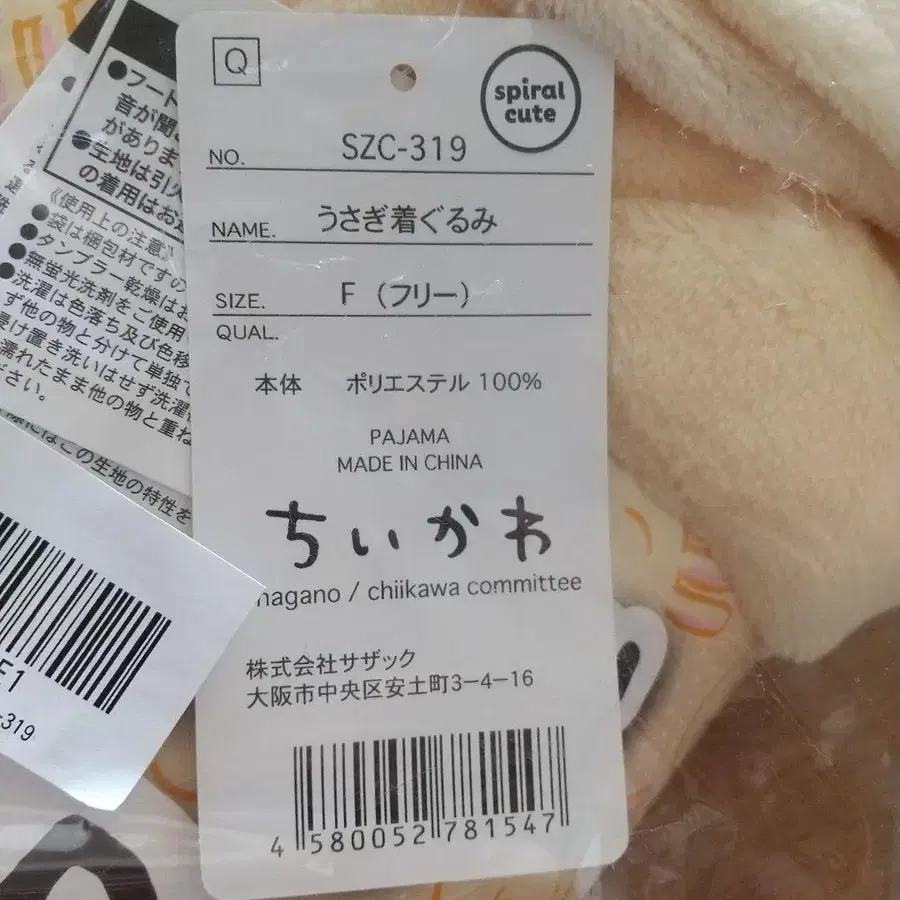 Q
spiral
cute
NO. SZC-319
NAME. うさぎ着ぐるみ
SIZE. F（フリー）
QUAL.
本体 ポリエステル 100%
PAJAMA
MADE IN CHINA
ちいかわ
nagano / chiikawa committee
株式会社サザック
大阪市中央区安土町3-4-16
4 580052 781547
●フード
音が聞
がありま
●生地は引
の着用はお
《使用上の注意》
●袋は梱包材ですの
●タンブラー乾燥はお
●無蛍光洗剤をご使用
●洗濯は色落ち及び色移
ず他の物と分けて単独で
浸け置き洗いはせず洗濯
濡れたまま他の物と重ね
ださい。
にはこの生地の特性を
E1
-319